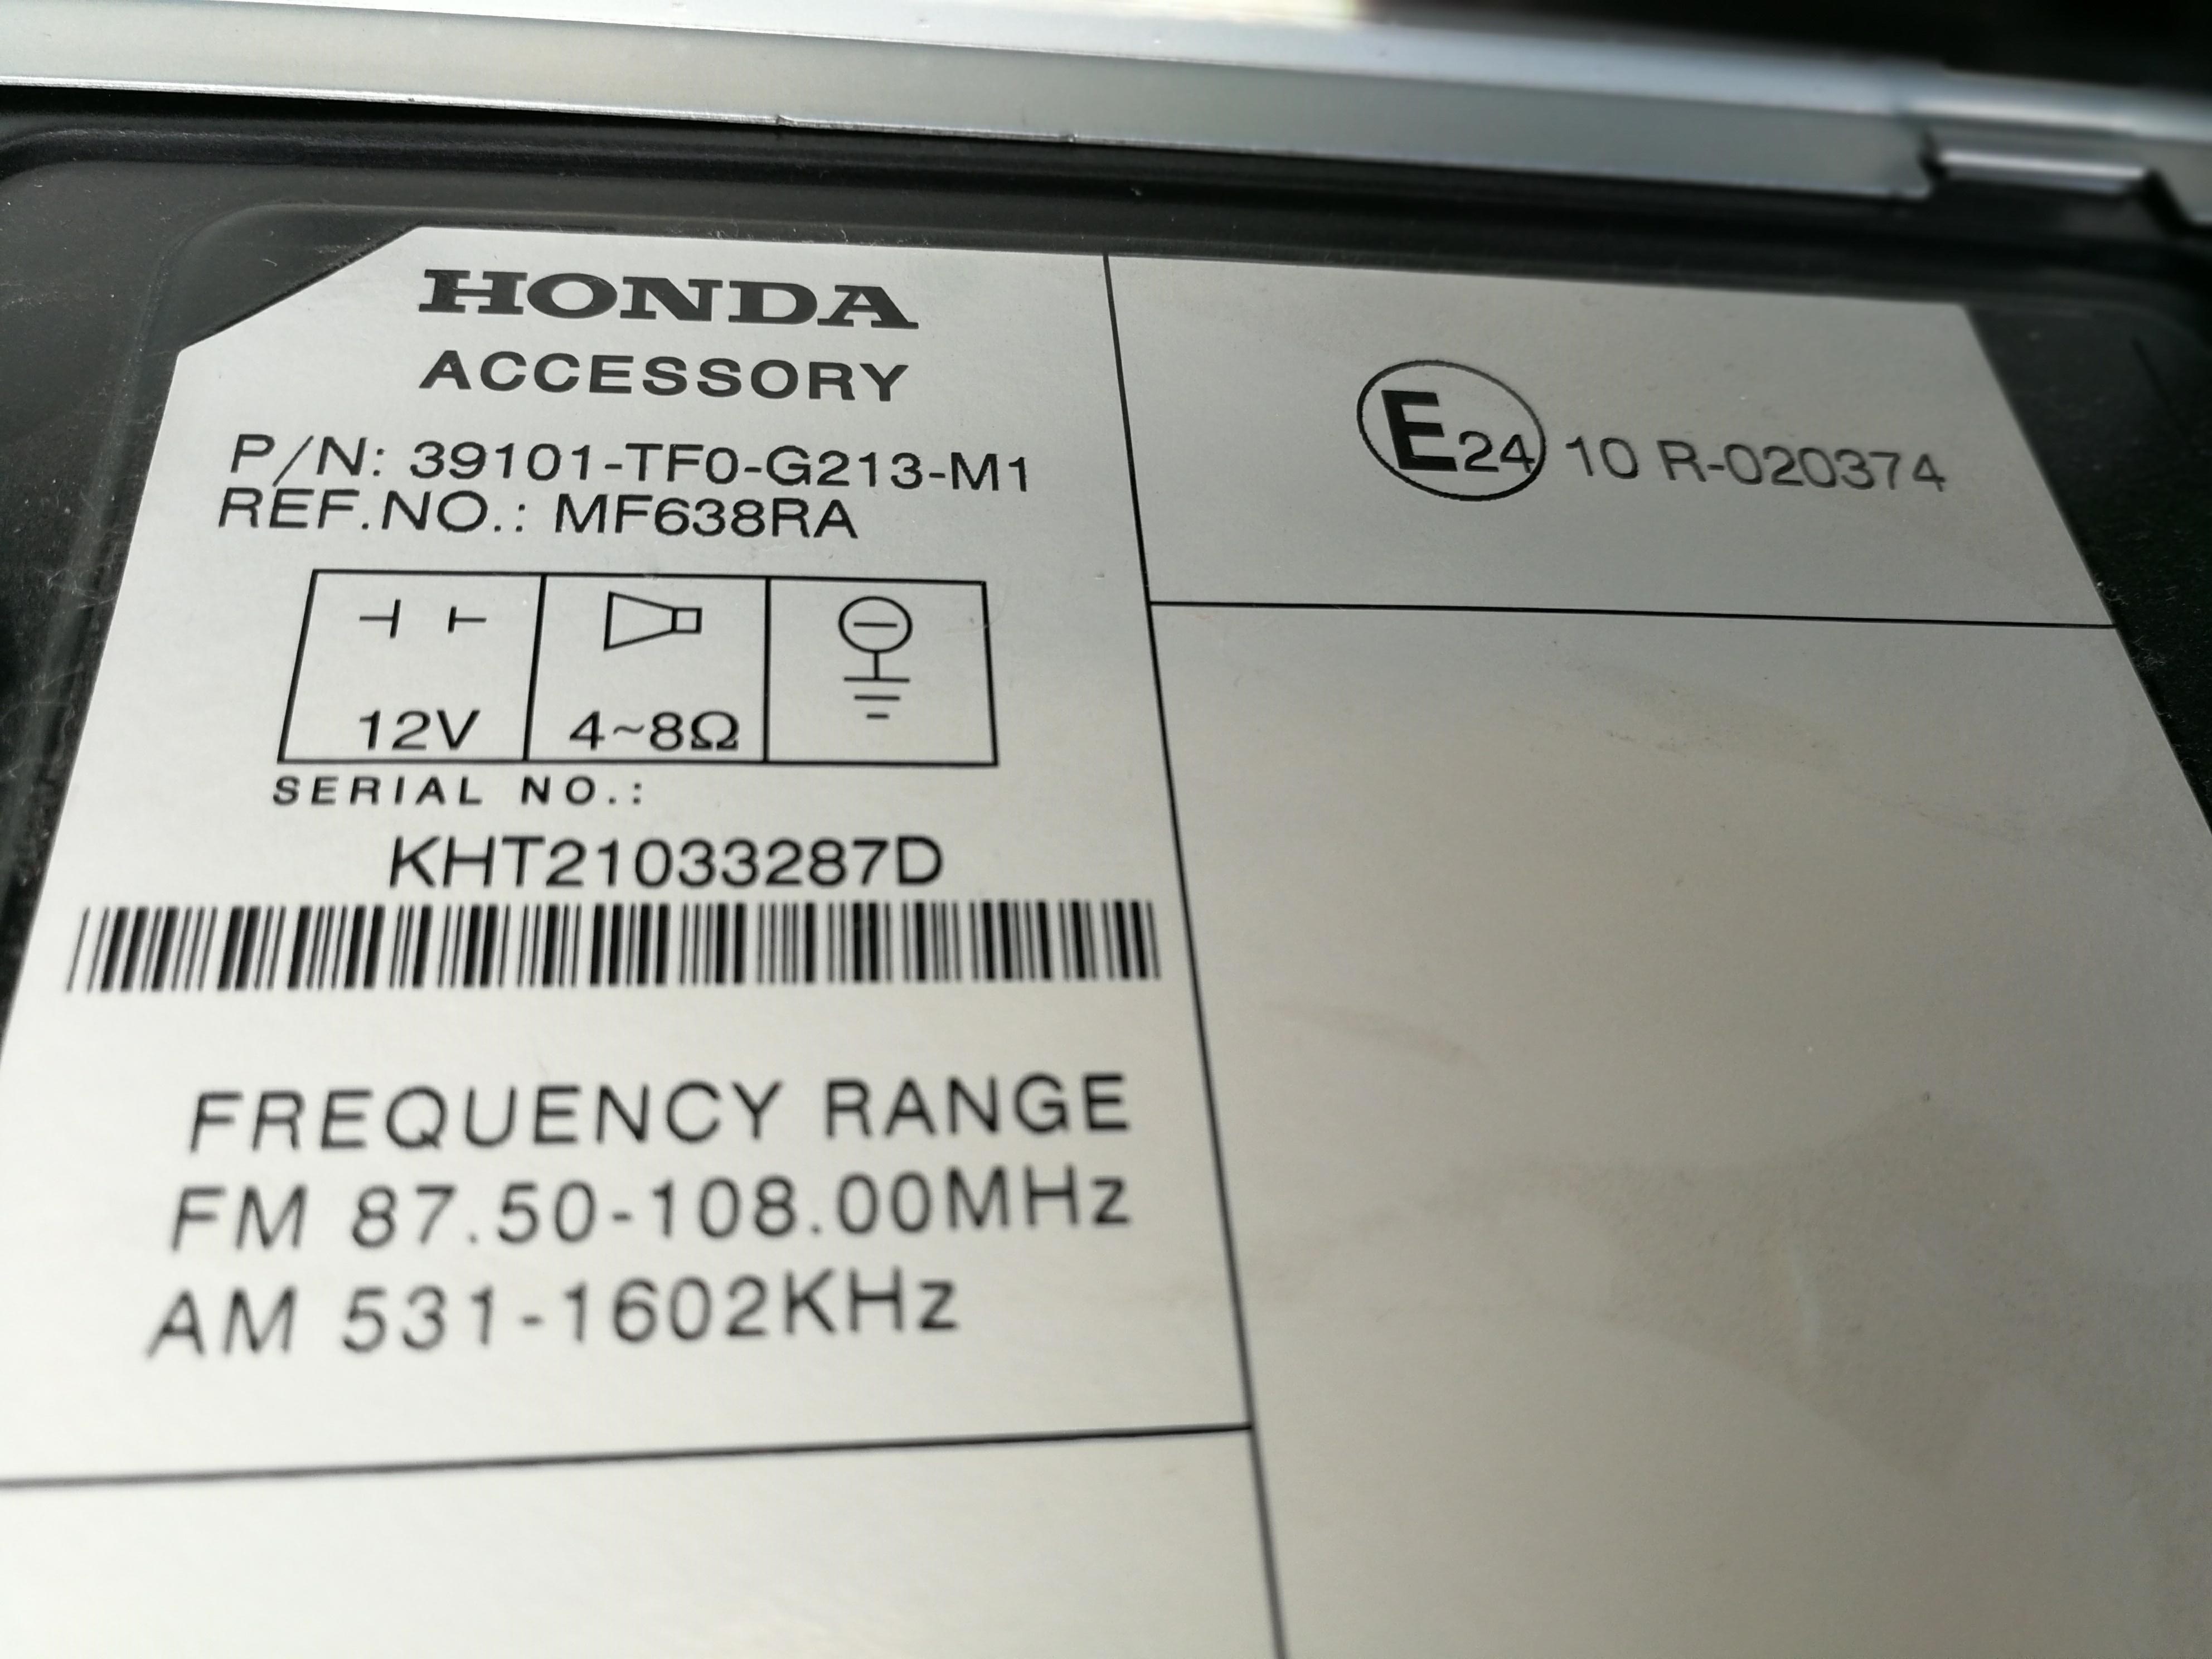 HONDA
ACCESSORY
P/N: 39101-TF0-G213-M1
REF.NO.: MF638RA
12V 4~8Ω
SERIAL NO.:
KHT21033287D
FREQUENCY RANGE
FM 87.50-108.00MHz
AM 531-1602KHz
E24 10 R-020374